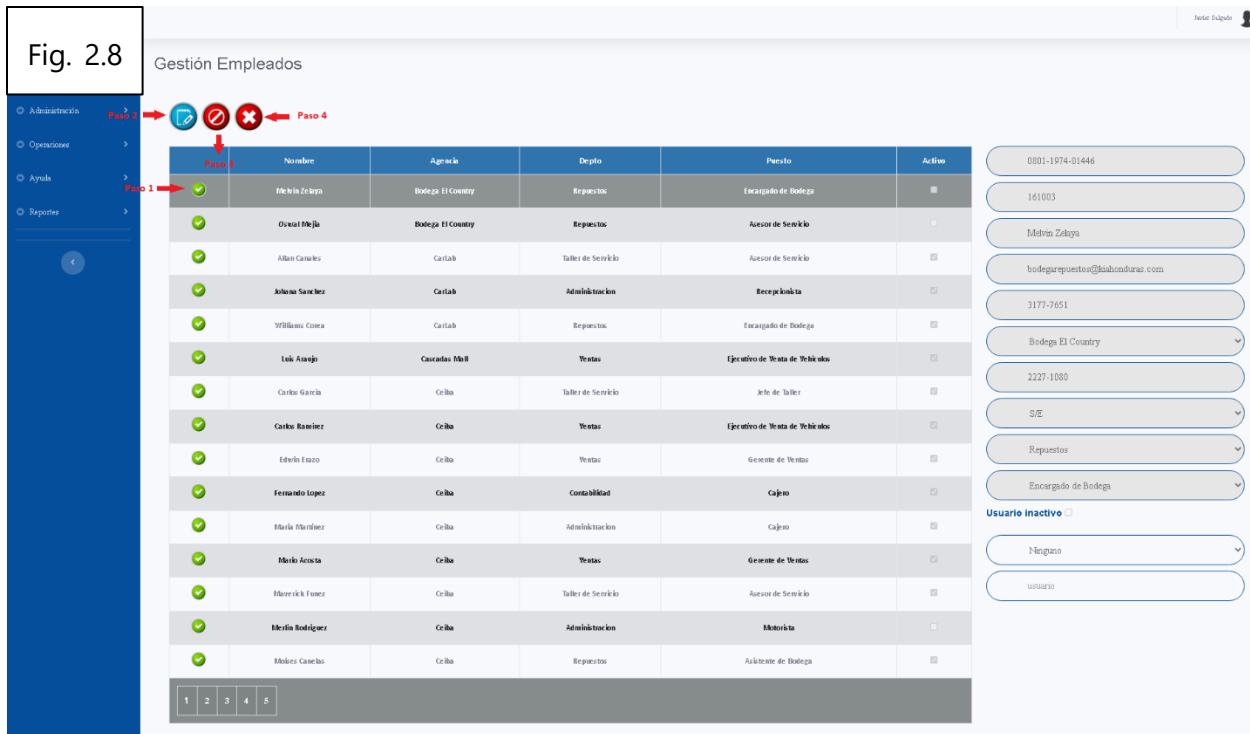 Fig. 2.8
Javier Salgado
Gestión Empleados
Administración
Operaciones
Ayuda
Reportes
Paso 2
Paso 4
Paso
Paso 1
Nombre Agencia Depto Puesto Activo
Melvin Zelaya Bodega El Country Repuestos Encargado de Bodega
Oswal Mejia Bodega El Country Repuestos Asesor de Servicio
Allan Canales CarLab Taller de Servicio Asesor de Servicio
Johana Sanchez CarLab Administracion Recepcionista
Williams Corea CarLab Repuestos Encargado de Bodega
Luis Araujo Cascadas Mall Ventas Ejecutivo de Venta de Vehiculos
Carlos Garcia Ceiba Taller de Servicio Jefe de Taller
Carlos Ramirez Ceiba Ventas Ejecutivo de Venta de Vehiculos
Edwin Erazo Ceiba Ventas Gerente de Ventas
Fernando Lopez Ceiba Contabilidad Cajero
Maria Martinez Ceiba Administracion Cajero
Mario Acosta Ceiba Ventas Gerente de Ventas
Maverick Funez Ceiba Taller de Servicio Asesor de Servicio
Merlin Rodriguez Ceiba Administracion Motorista
Moises Canelas Ceiba Repuestos Asistente de Bodega
1 2 3 4 5
0801-1974-01446
161003
Melvin Zelaya
bodegarepuestos@kiahonduras.com
3177-7651
Bodega El Country
2227-1080
S/E
Repuestos
Encargado de Bodega
Usuario inactivo
Ninguno
usuario